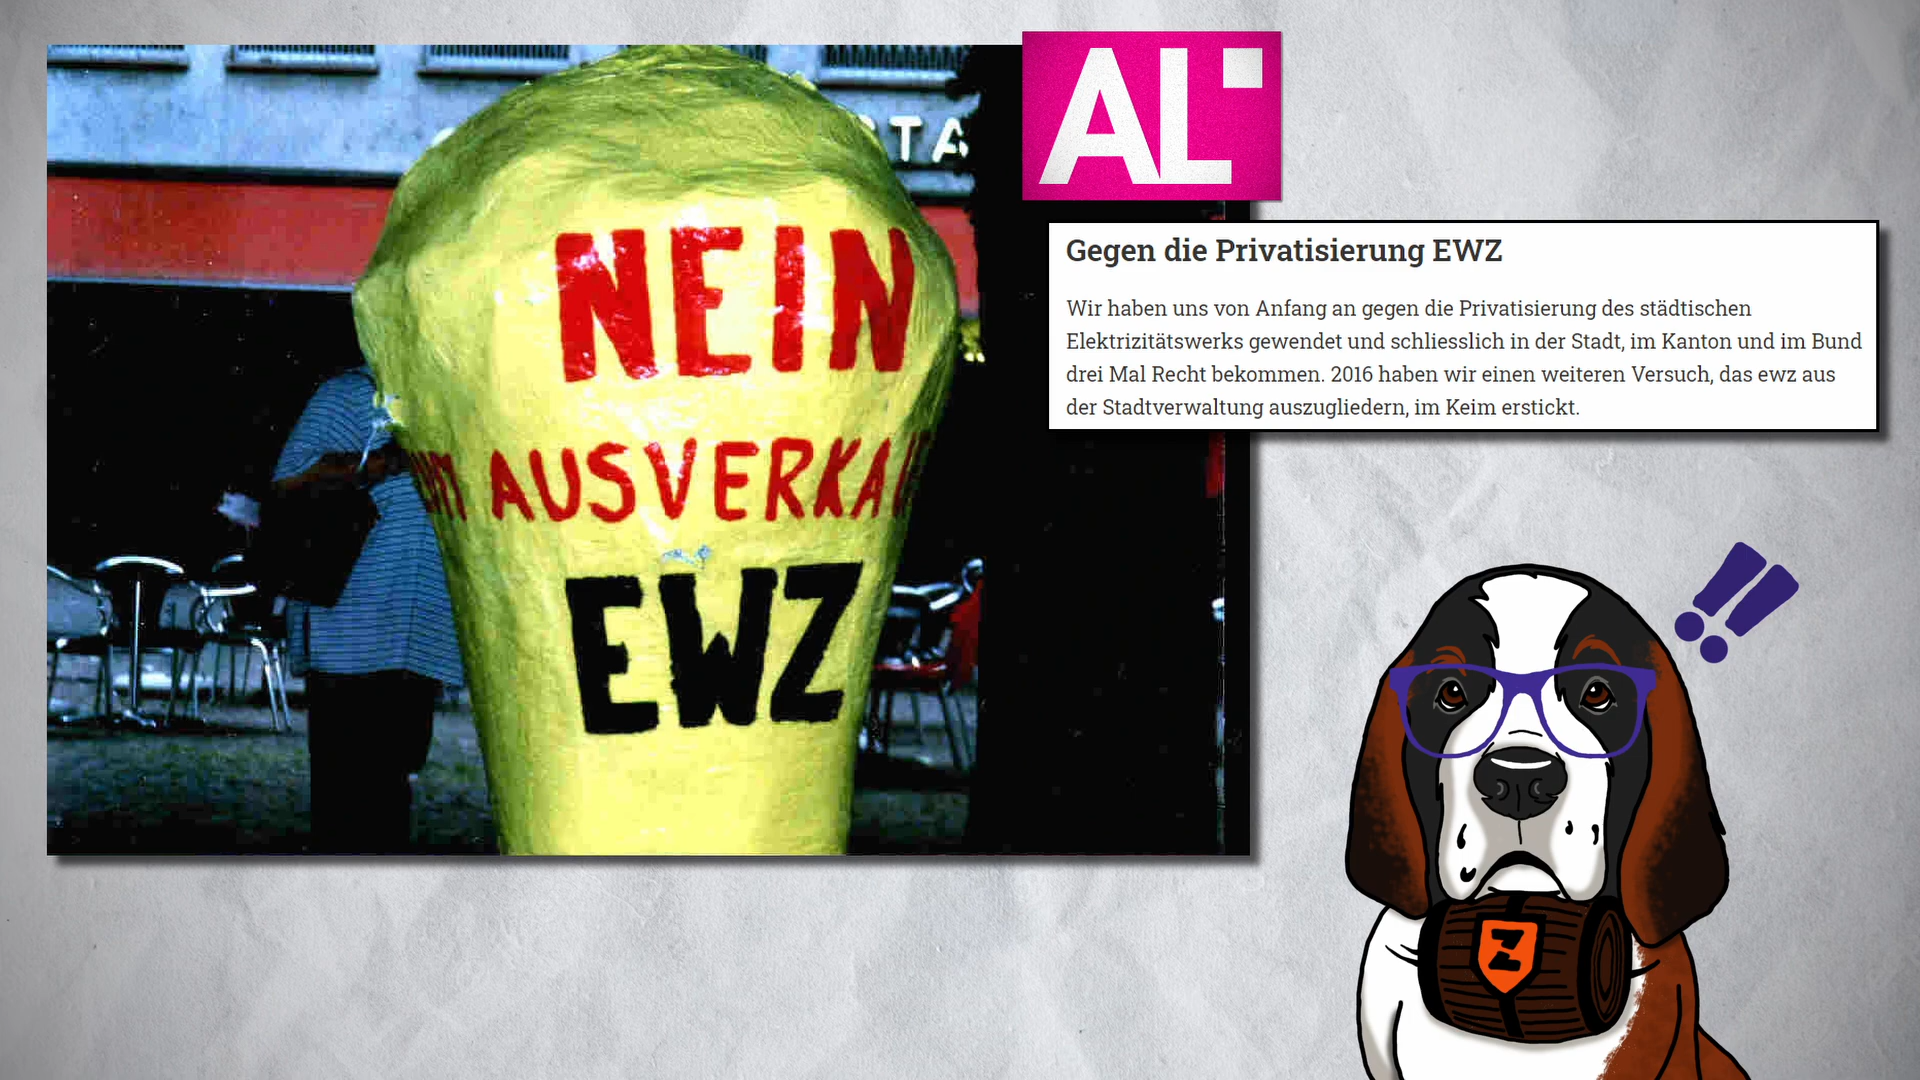 AL
STA
NEIN
AUSVERKAU
EWZ
Gegen die Privatisierung EWZ
Wir haben uns von Anfang an gegen die Privatisierung des städtischen
Elektrizitätswerks gewendet und schliesslich in der Stadt, im Kanton und im Bund
drei Mal Recht bekommen. 2016 haben wir einen weiteren Versuch, das ewz aus
der Stadtverwaltung auszugliedern, im Keim erstickt.
!!
Z